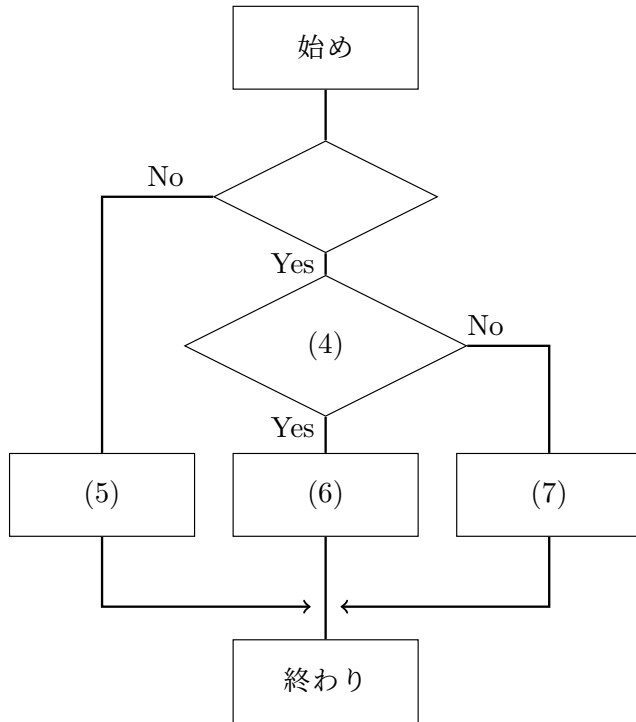 始め
No
Yes
(4)
No
Yes
(5)
(6)
(7)
終わり